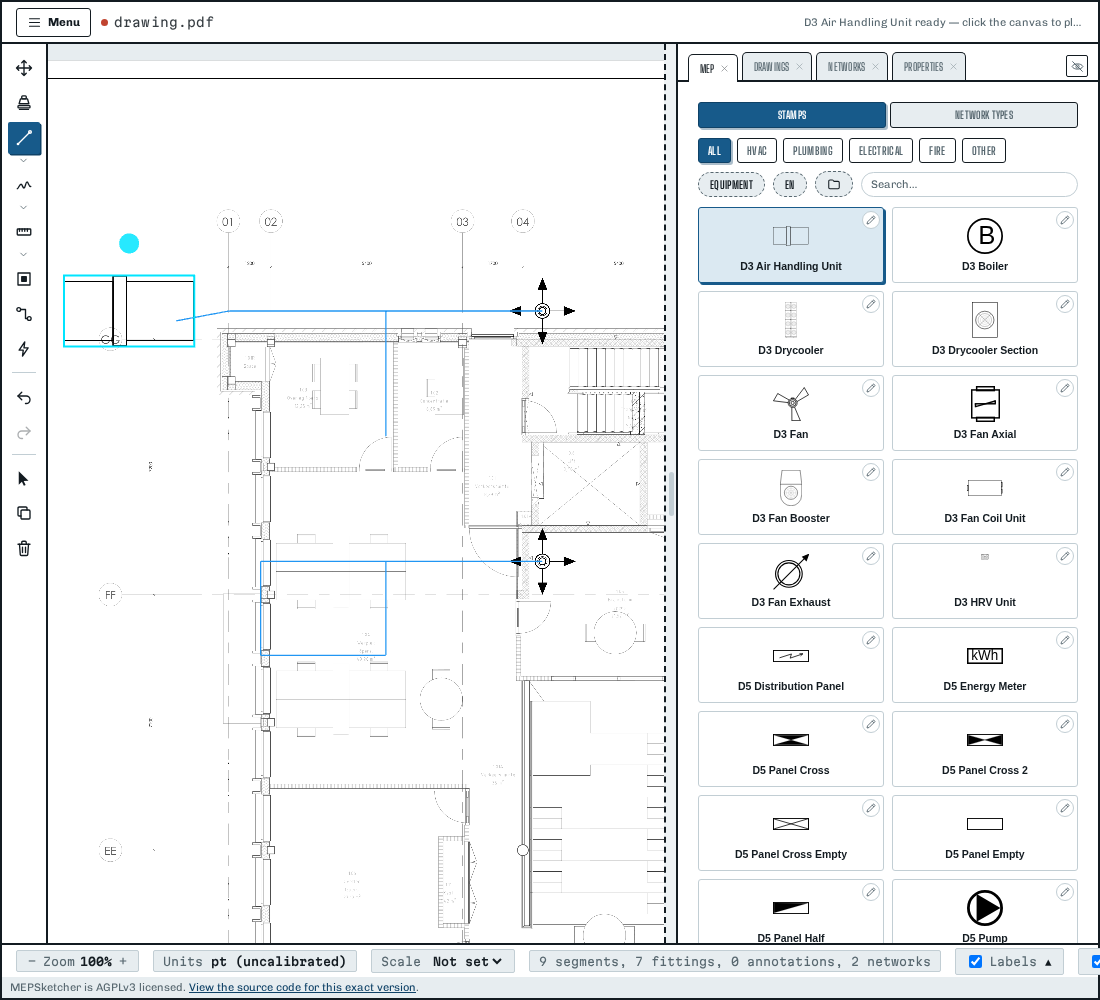 Menu
drawing.pdf
D3 Air Handling Unit ready — click the canvas to pl...
MEP
DRAWINGS
NETWORKS
PROPERTIES
STAMPS
NETWORK TYPES
ALL
HVAC
PLUMBING
ELECTRICAL
FIRE
OTHER
EQUIPMENT
EN
Search...
01
02
03
04
GG
FF
EE
D3 Air Handling Unit
B
D3 Boiler
D3 Drycooler
D3 Drycooler Section
D3 Fan
D3 Fan Axial
D3 Fan Booster
D3 Fan Coil Unit
D3 Fan Exhaust
D3 HRV Unit
D5 Distribution Panel
kWh
D5 Energy Meter
D5 Panel Cross
D5 Panel Cross 2
D5 Panel Cross Empty
D5 Panel Empty
D5 Panel Half
D5 Pump
− Zoom 100% +
Units pt (uncalibrated)
Scale Not set
9 segments, 7 fittings, 0 annotations, 2 networks
Labels ▲
MEPSketcher is AGPLv3 licensed. View the source code for this exact version.